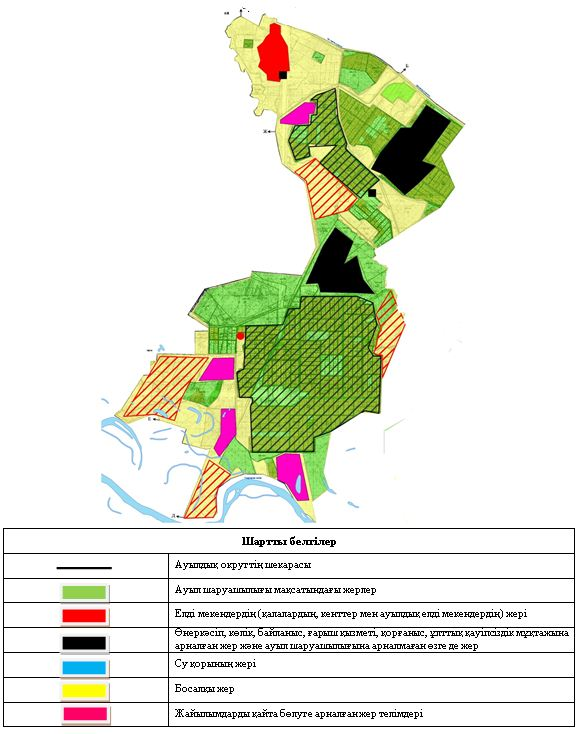 Б
Ж
Е
Д
Шартты белгілер
Ауылдық округтің шекарасы
Ауыл шаруашылығы мақсатындағы жерлер
Елді мекендердің (қалалардың, кенттер мен ауылдық елді мекендердің) жері
Өнеркәсіп, көлік, байланыс, ғарыш қызметі, қорғаныс, ұлттық қауіпсіздік мұқтажына
арналған жер және ауыл шаруашылығына арналмаған өзге де жер
Су қорының жері
Босалқы жер
Жайылымдарды қайта бөлуге арналған жер телімдері